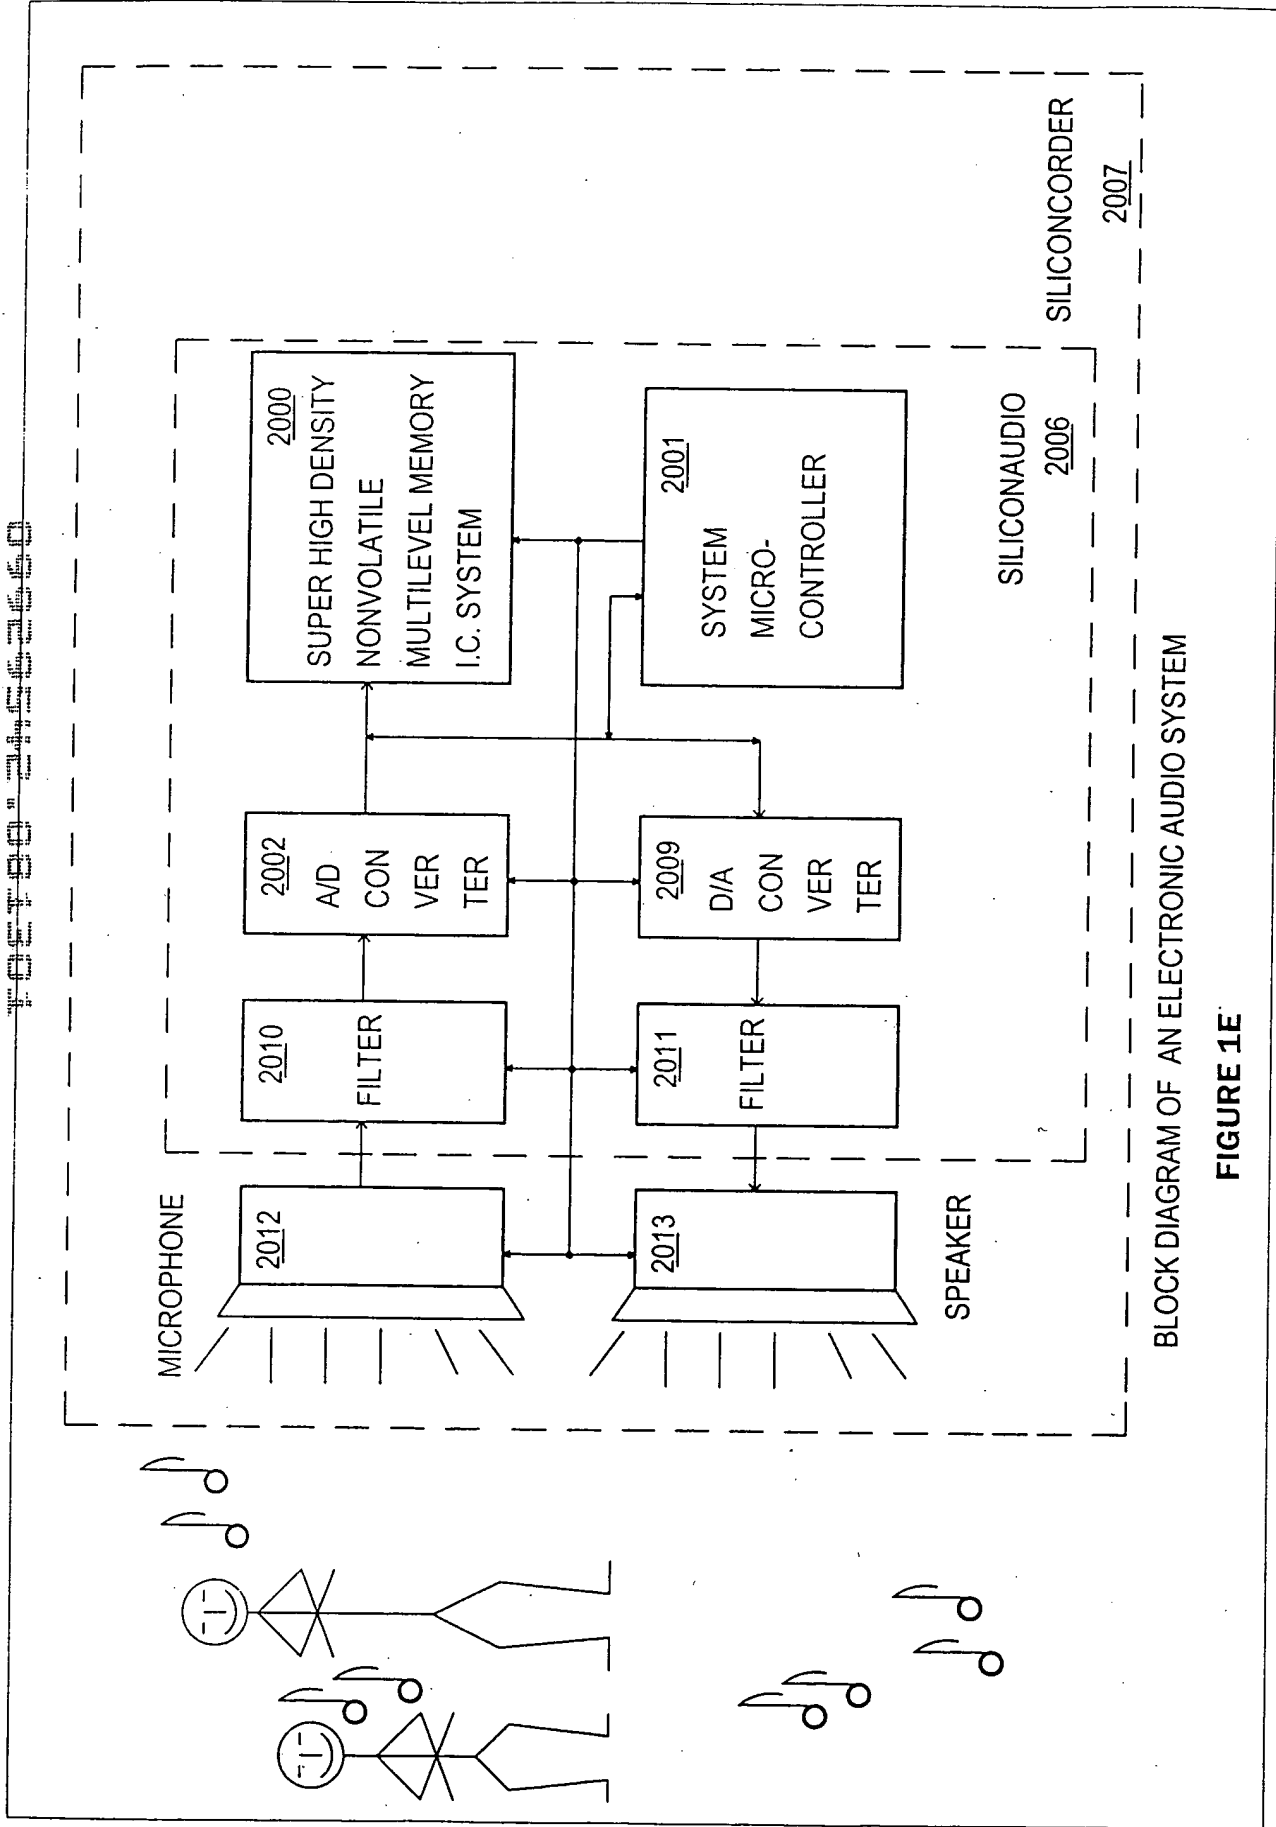 MICROPHONE
2012
2010
FILTER
2002
A/D
CON
VER
TER
2000
SUPER HIGH DENSITY
NONVOLATILE
MULTILEVEL MEMORY
I.C. SYSTEM
2013
SPEAKER
2011
FILTER
2009
D/A
CON
VER
TER
2001
SYSTEM
MICRO-
CONTROLLER
SILICONAUDIO
2006
SILICONCORDER
2007
BLOCK DIAGRAM OF AN ELECTRONIC AUDIO SYSTEM
FIGURE 1E